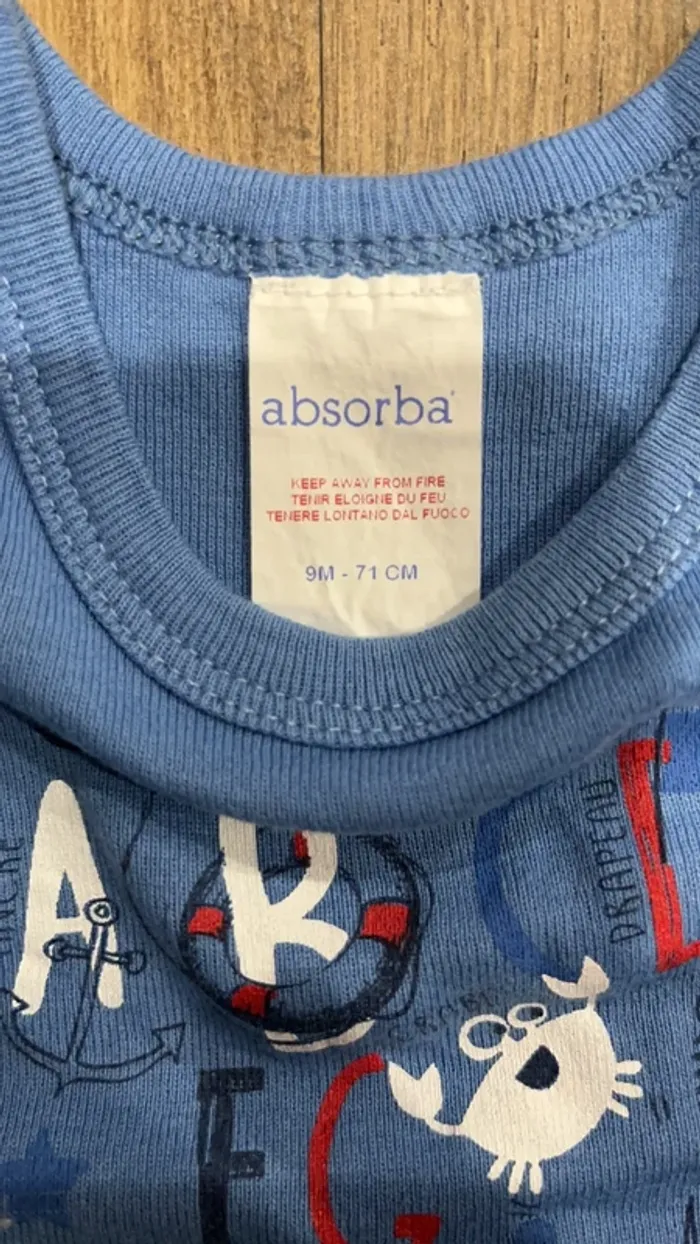 absorba
KEEP AWAY FROM FIRE
TENIR ELOIGNE DU FEU
TENERE LONTANO DAL FUOCO
9M - 71 CM
A
B
C
DRAPEAU
F
G